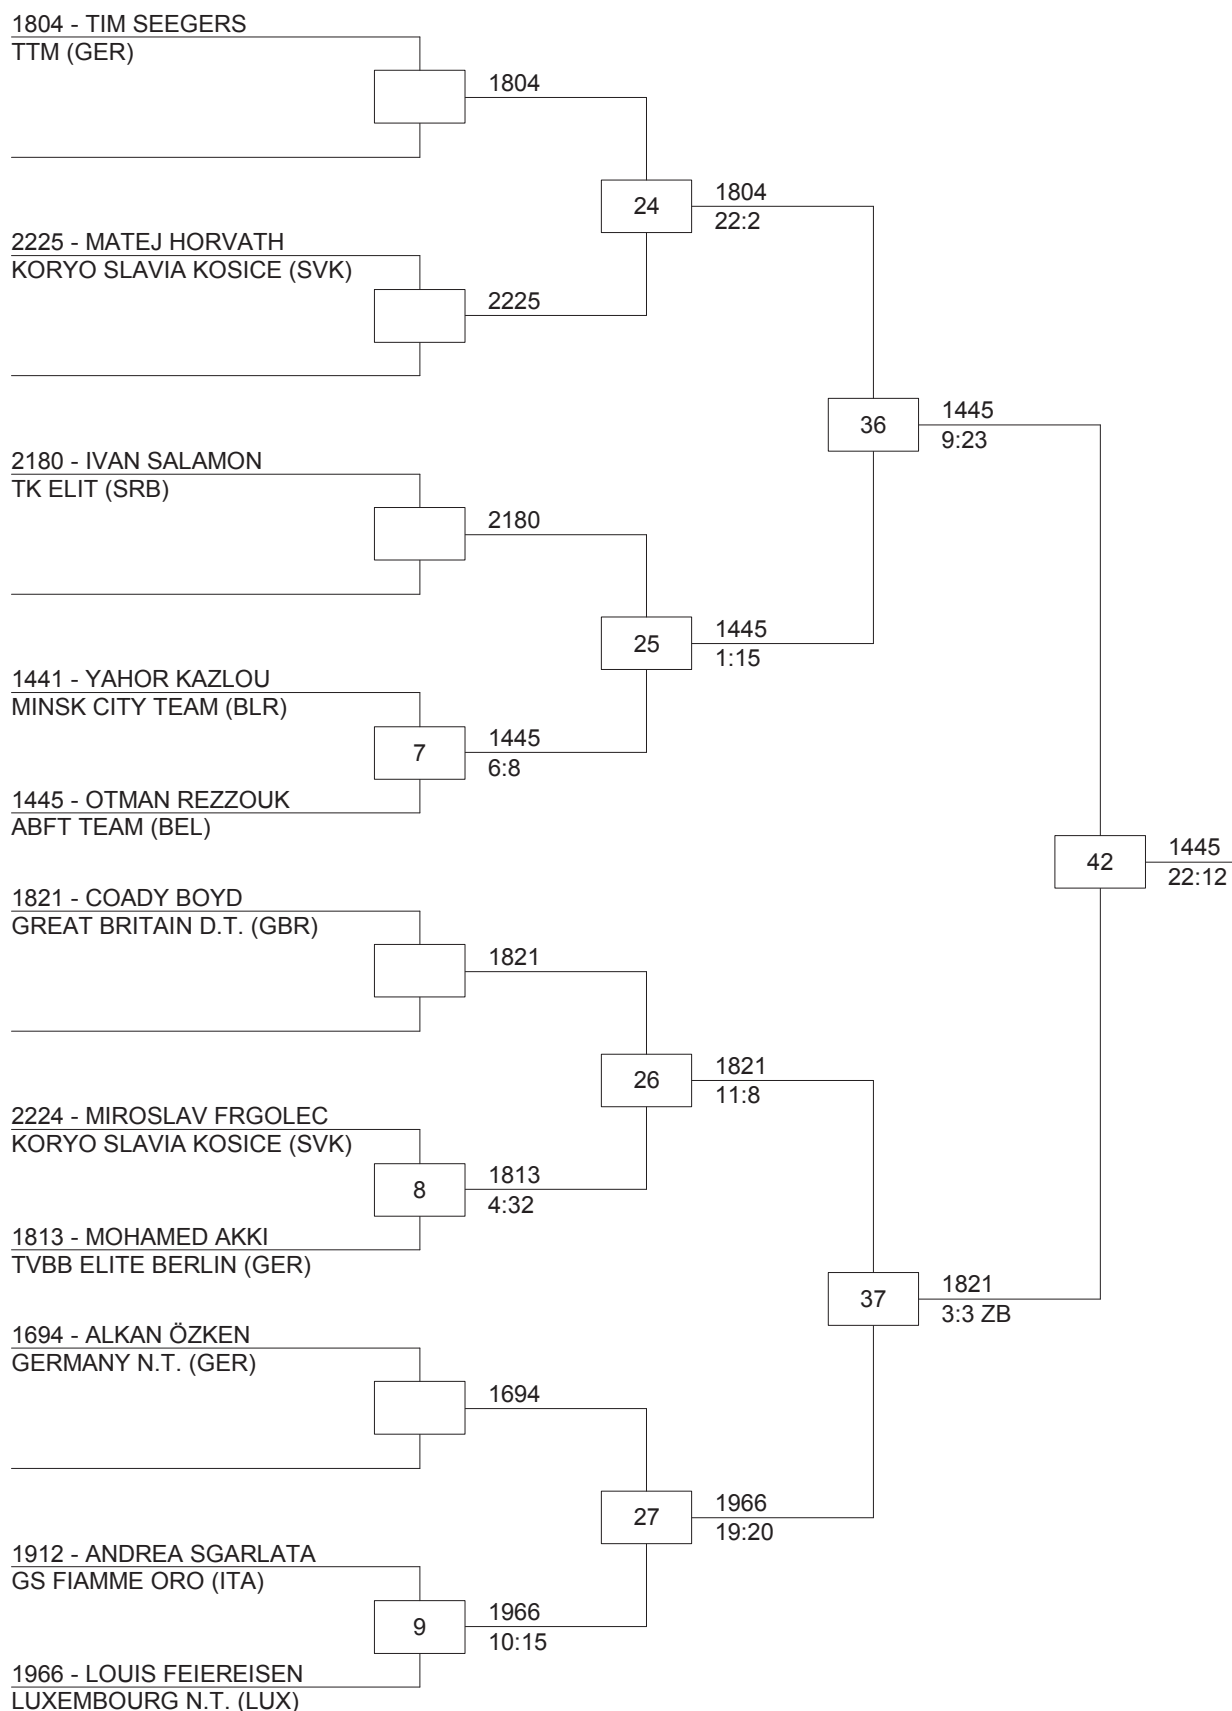 1804 - TIM SEEGERS
TTM (GER)
1804
24
1804
22:2
2225 - MATEJ HORVATH
KORYO SLAVIA KOSICE (SVK)
2225
36
1445
9:23
2180 - IVAN SALAMON
TK ELIT (SRB)
2180
25
1445
1:15
1441 - YAHOR KAZLOU
MINSK CITY TEAM (BLR)
7
1445
6:8
1445 - OTMAN REZZOUK
ABFT TEAM (BEL)
42
1445
22:12
1821 - COADY BOYD
GREAT BRITAIN D.T. (GBR)
1821
26
1821
11:8
2224 - MIROSLAV FRGOLEC
KORYO SLAVIA KOSICE (SVK)
8
1813
4:32
1813 - MOHAMED AKKI
TVBB ELITE BERLIN (GER)
37
1821
3:3 ZB
1694 - ALKAN ÖZKEN
GERMANY N.T. (GER)
1694
27
1966
19:20
1912 - ANDREA SGARLATA
GS FIAMME ORO (ITA)
9
1966
10:15
1966 - LOUIS FEIEREISEN
LUXEMBOURG N.T. (LUX)